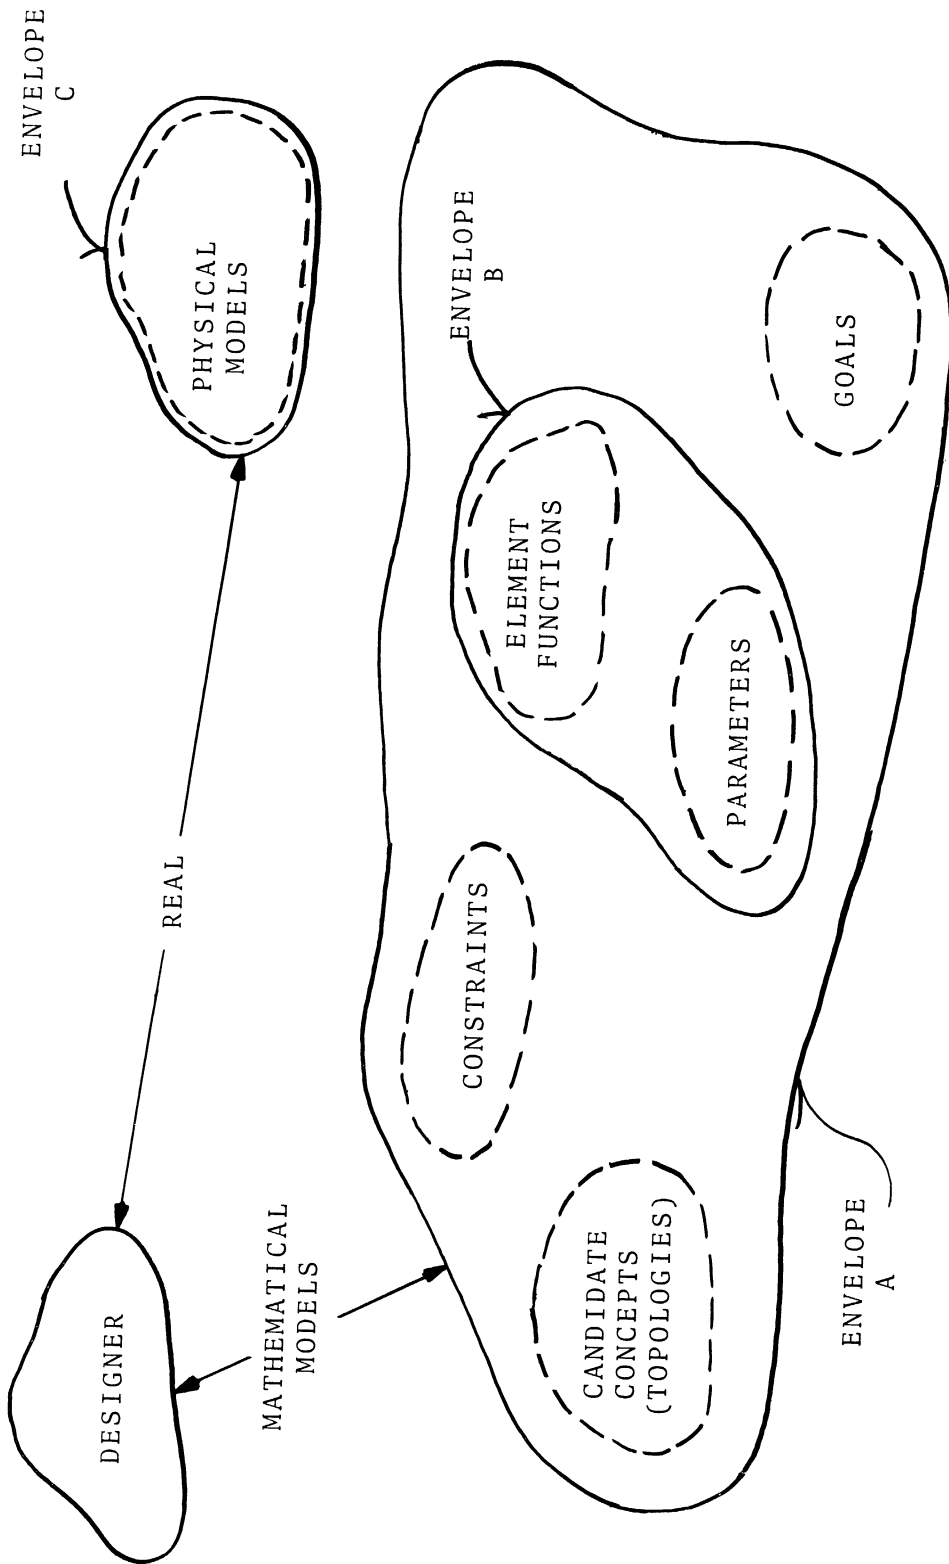 DESIGNER
REAL
PHYSICAL
MODELS
ENVELOPE
C
MATHEMATICAL
MODELS
CANDIDATE
CONCEPTS
(TOPOLOGIES)
CONSTRAINTS
ELEMENT
FUNCTIONS
PARAMETERS
ENVELOPE
B
GOALS
ENVELOPE
A